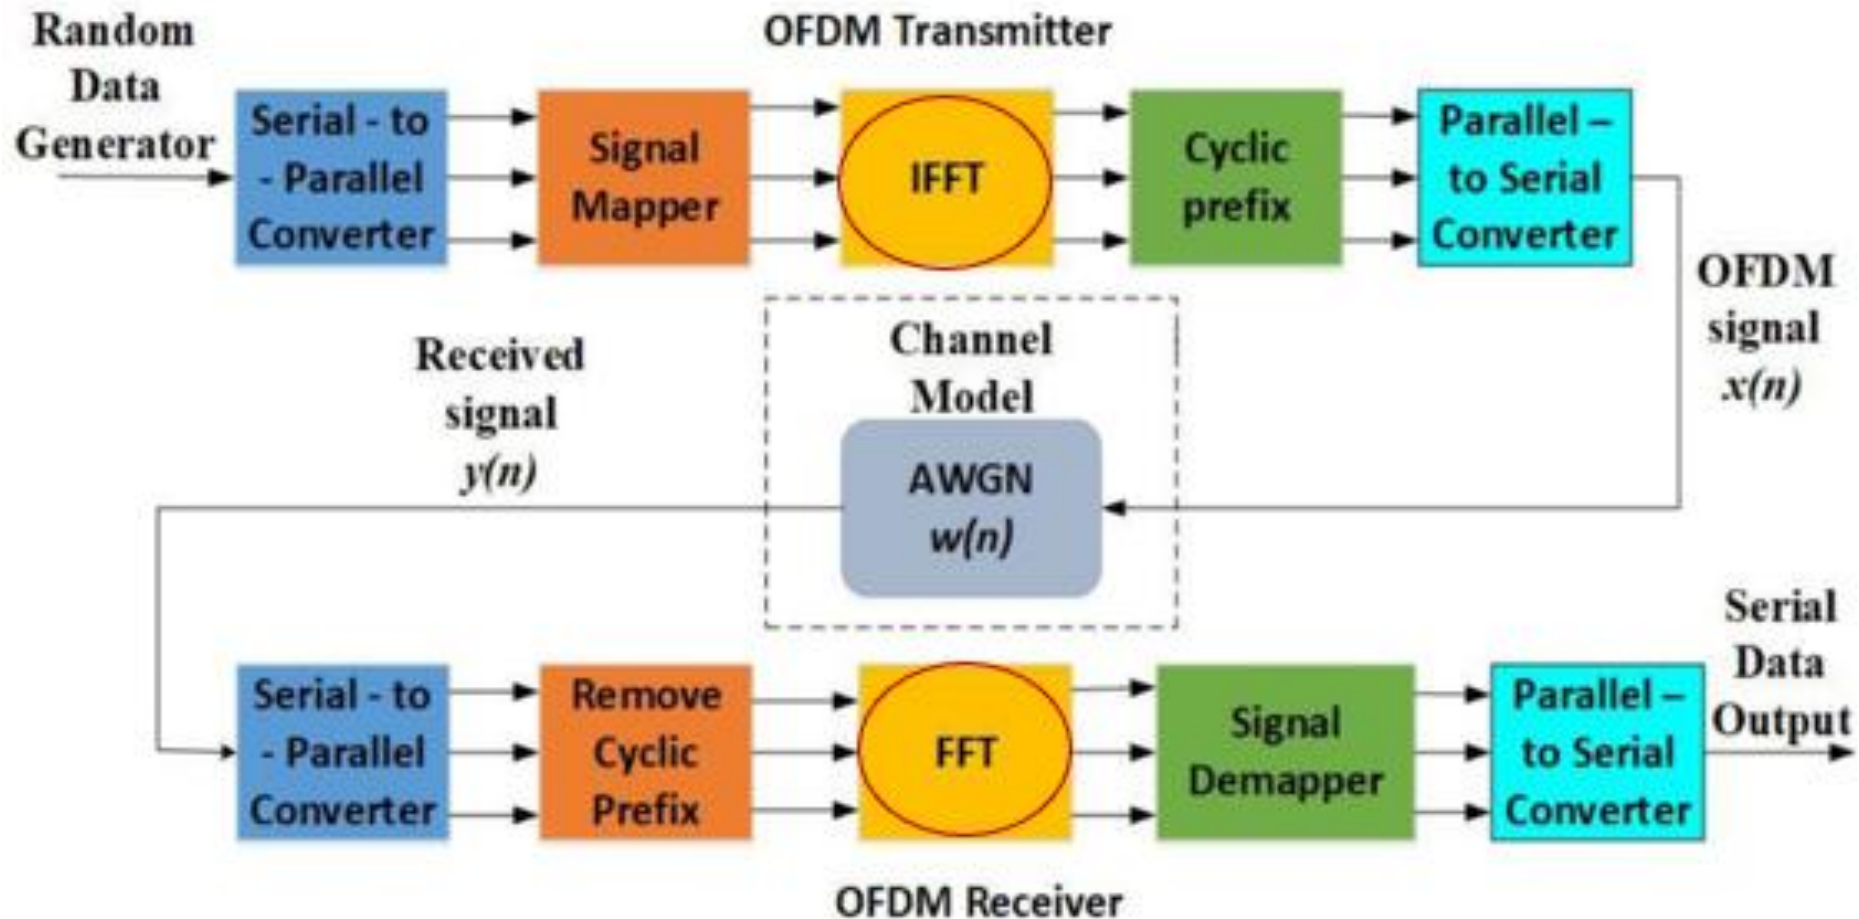 OFDM Transmitter
Random
Data
Generator
Serial - to
- Parallel
Converter
Signal
Mapper
IFFT
Cyclic
prefix
Parallel –
to Serial
Converter
OFDM
signal
x(n)
Channel
Model
AWGN
w(n)
Received
signal
y(n)
Serial - to
- Parallel
Converter
Remove
Cyclic
Prefix
FFT
Signal
Demapper
Parallel –
to Serial
Converter
Serial
Data
Output
OFDM Receiver